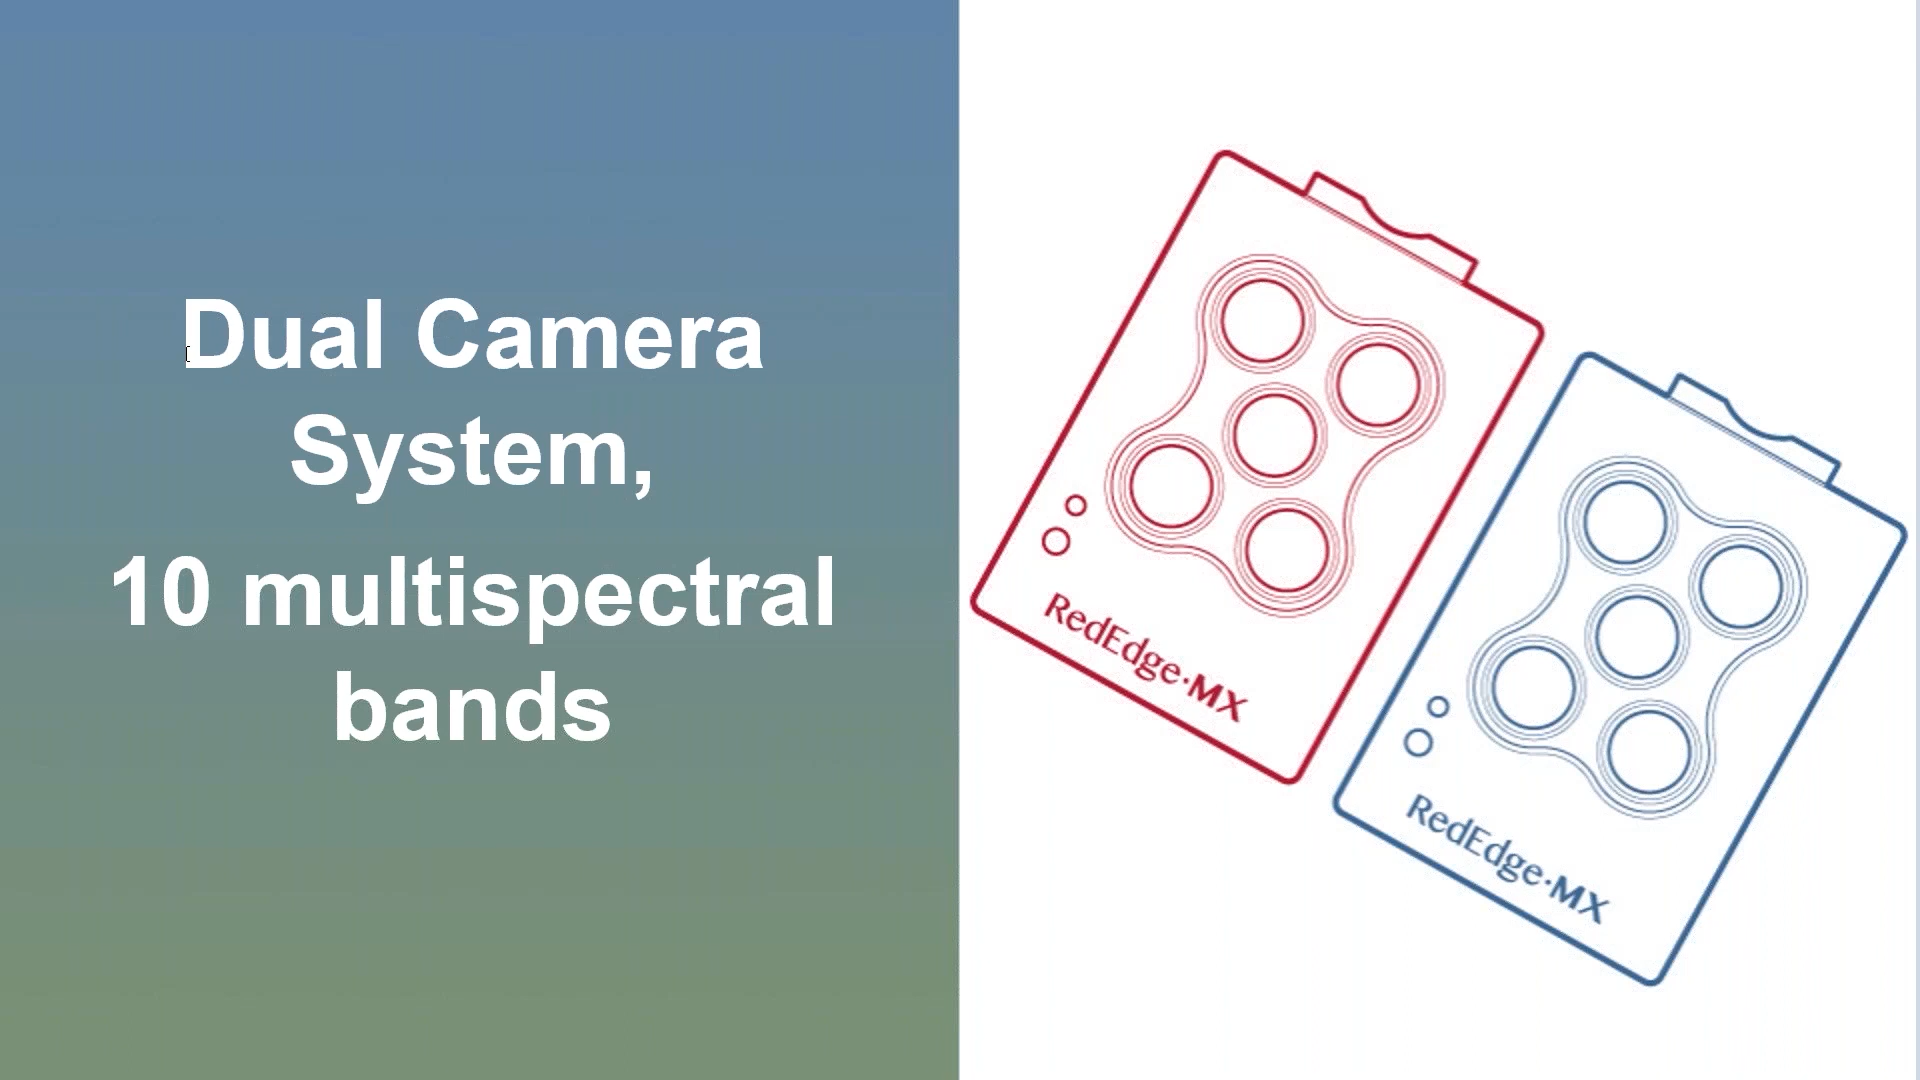 Dual Camera
System,
10 multispectral
bands
RedEdge·MX
RedEdge·MX